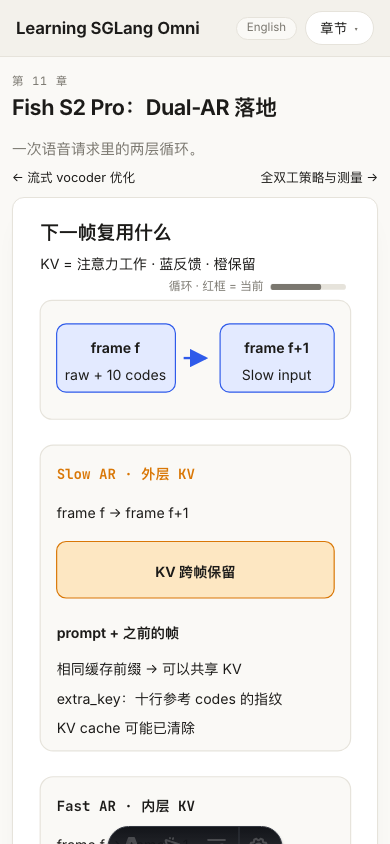 Learning SGLang Omni
English
章节
第 11 章
Fish S2 Pro：Dual-AR 落地
一次语音请求里的两层循环。
← 流式 vocoder 优化
全双工策略与测量 →
下一帧复用什么
KV = 注意力工作 · 蓝反馈 · 橙保留
循环 · 红框 = 当前
frame f
raw + 10 codes
frame f+1
Slow input
Slow AR · 外层 KV
frame f → frame f+1
KV 跨帧保留
prompt + 之前的帧
相同缓存前缀 → 可以共享 KV
extra_key：十行参考 codes 的指纹
KV cache 可能已清除
Fast AR · 内层 KV